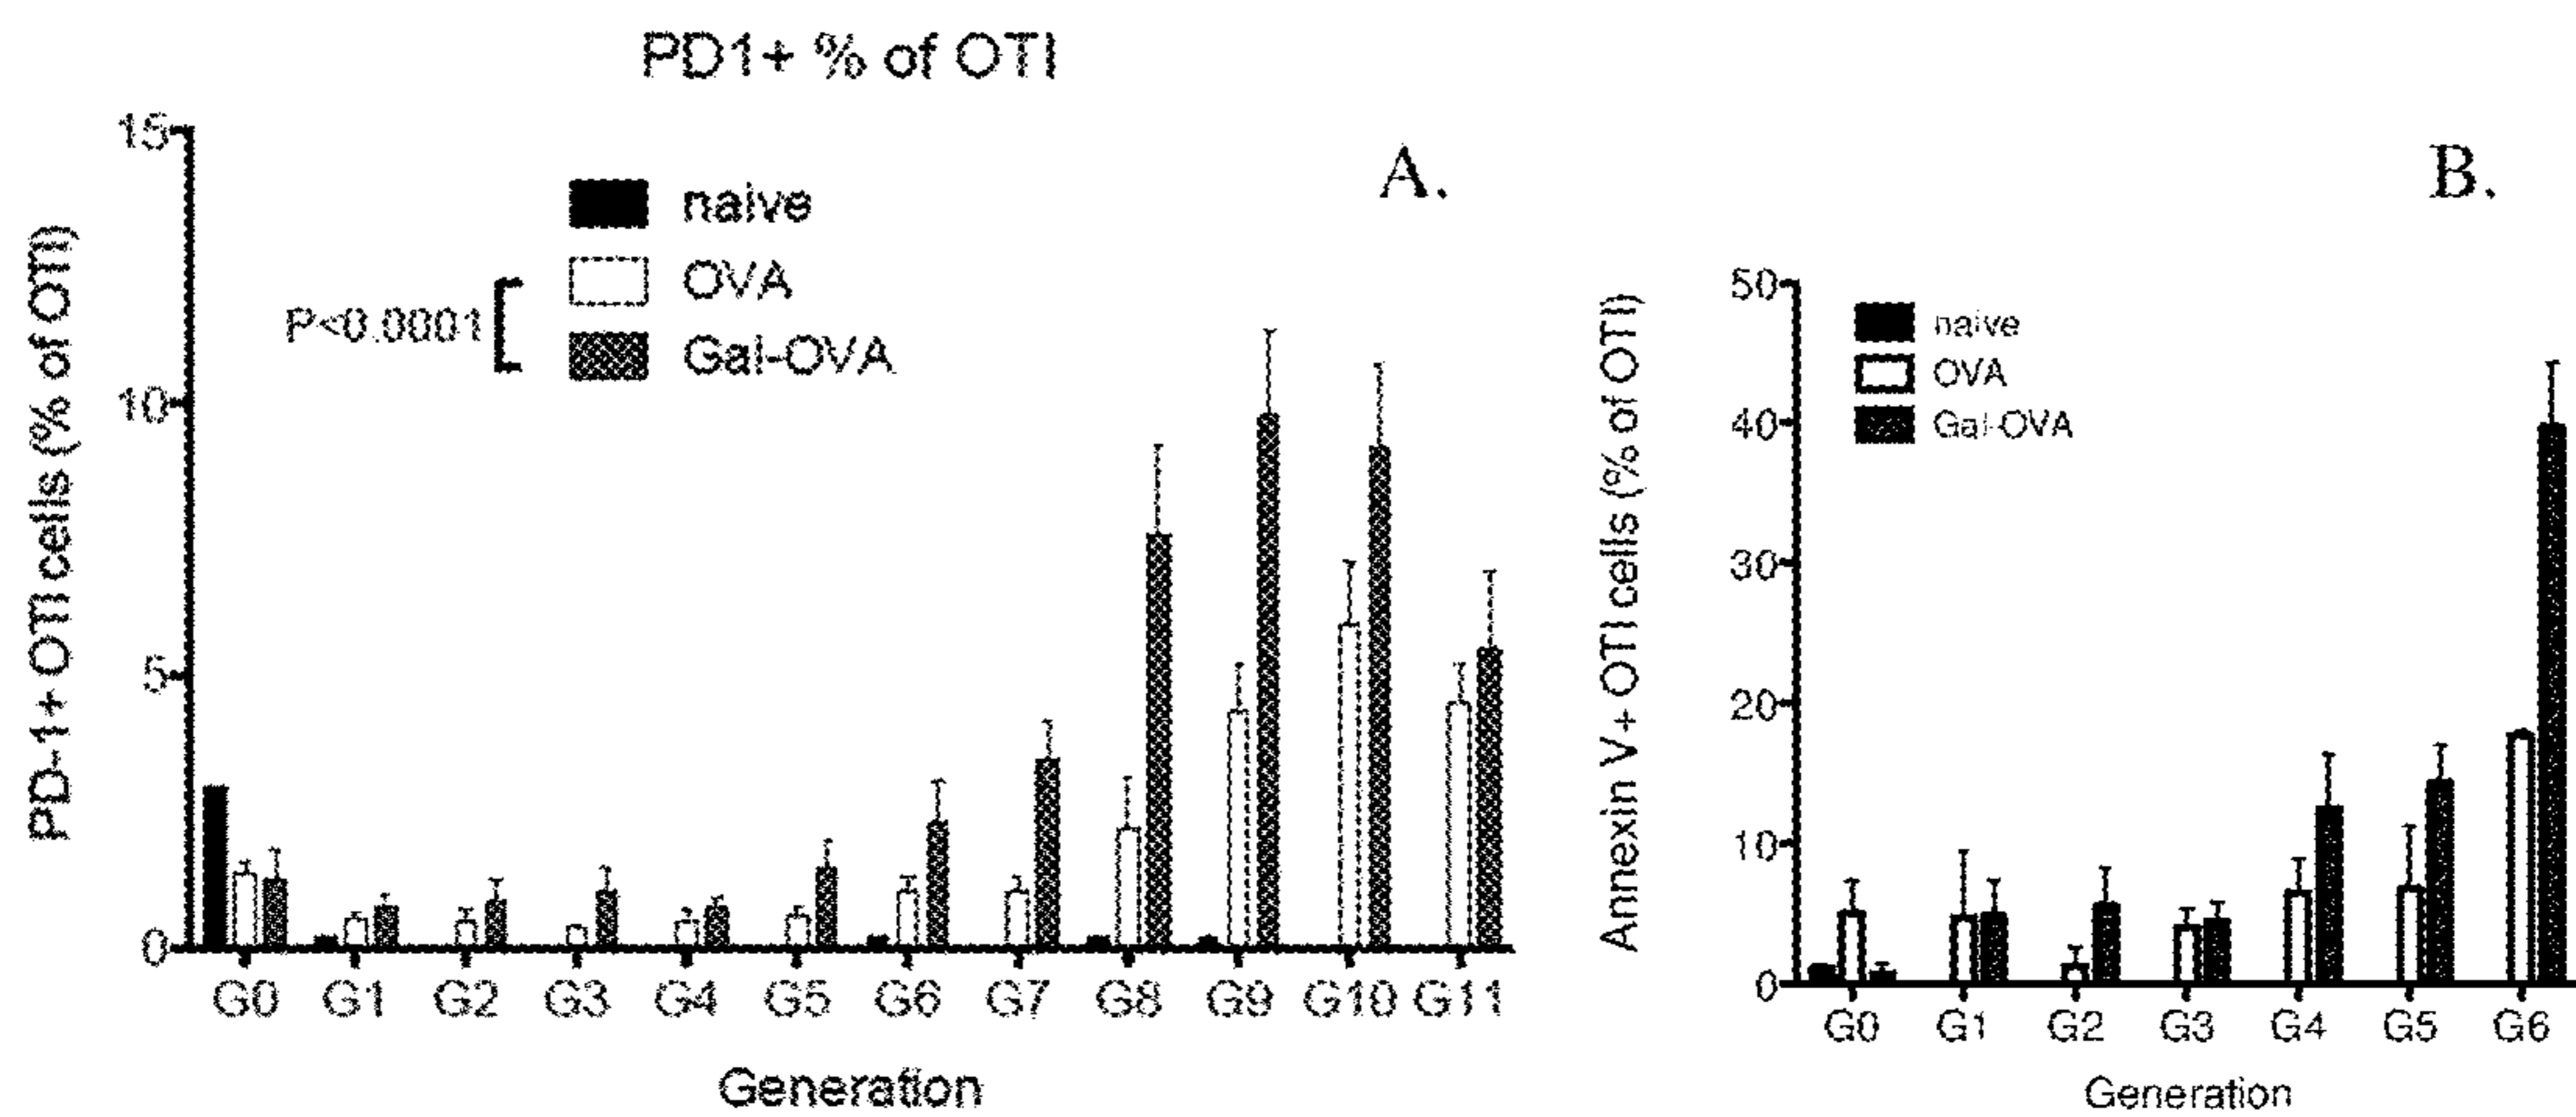 PD1+ % of OTI
A.
PD-1+ OTI cells (% of OTI)
15
10
5
0
naive
OVA
Gal-OVA
P<0.0001
G0 G1 G2 G3 G4 G5 G6 G7 G8 G9 G10 G11
Generation
B.
Annexin V+ OTI cells (% of OTI)
50
40
30
20
10
0
naive
OVA
Gal-OVA
G0 G1 G2 G3 G4 G5 G6
Generation